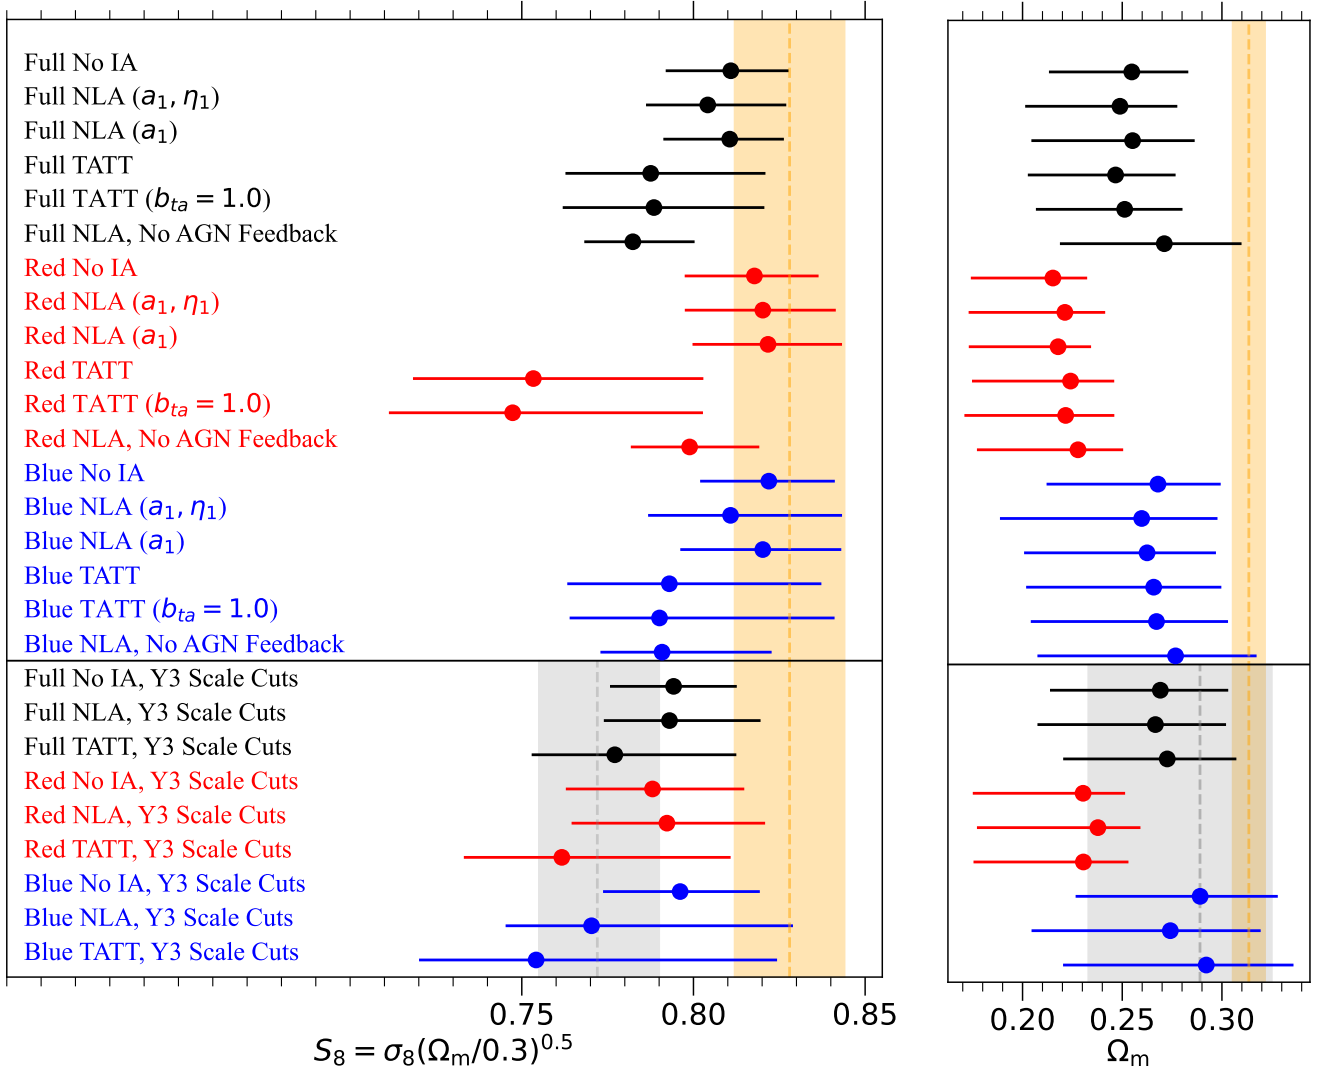 Full No IA
Full NLA (a₁, η₁)
Full NLA (a₁)
Full TATT
Full TATT (bₜₐ = 1.0)
Full NLA, No AGN Feedback
Red No IA
Red NLA (a₁, η₁)
Red NLA (a₁)
Red TATT
Red TATT (bₜₐ = 1.0)
Red NLA, No AGN Feedback
Blue No IA
Blue NLA (a₁, η₁)
Blue NLA (a₁)
Blue TATT
Blue TATT (bₜₐ = 1.0)
Blue NLA, No AGN Feedback
Full No IA, Y3 Scale Cuts
Full NLA, Y3 Scale Cuts
Full TATT, Y3 Scale Cuts
Red No IA, Y3 Scale Cuts
Red NLA, Y3 Scale Cuts
Red TATT, Y3 Scale Cuts
Blue No IA, Y3 Scale Cuts
Blue NLA, Y3 Scale Cuts
Blue TATT, Y3 Scale Cuts
0.75 0.80 0.85
S₈ = σ₈(Ωₘ/0.3)⁰·⁵
0.20 0.25 0.30
Ωₘ